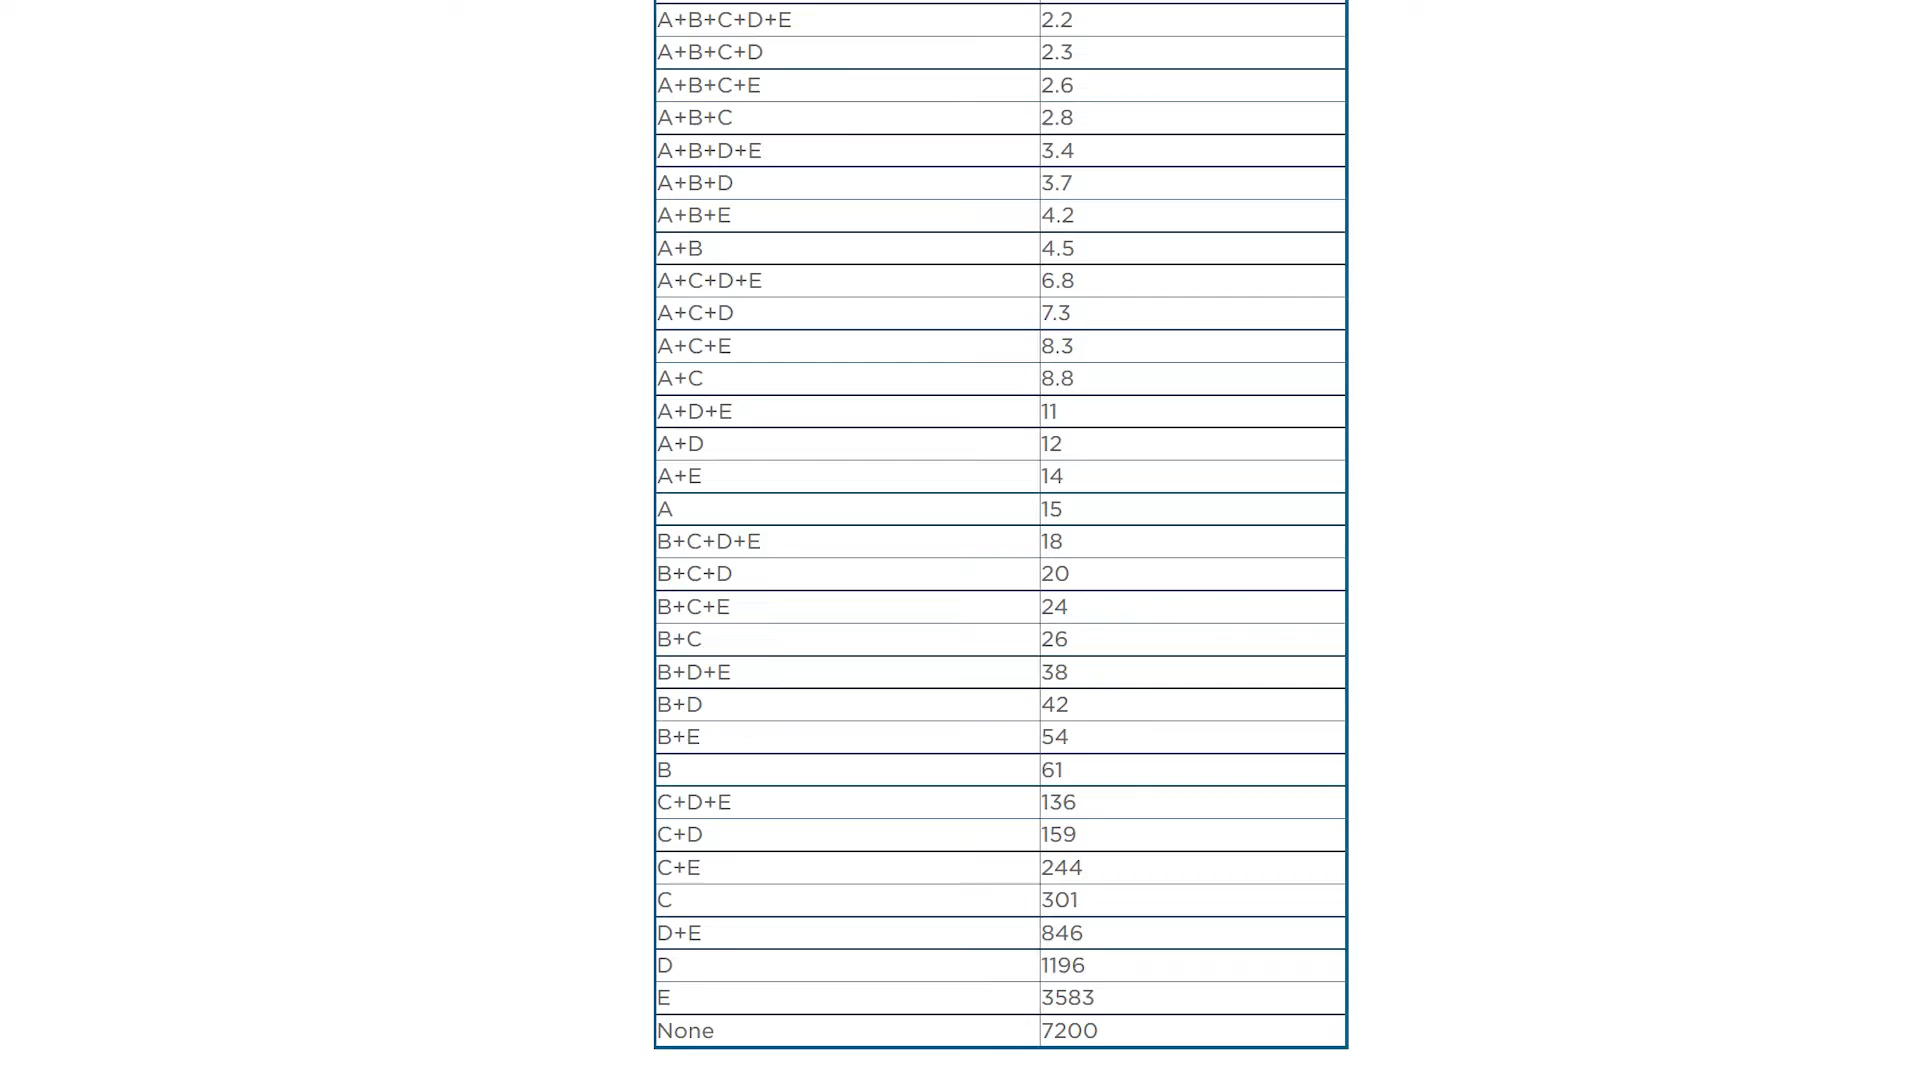 A+B+C+D+E 2.2
A+B+C+D 2.3
A+B+C+E 2.6
A+B+C 2.8
A+B+D+E 3.4
A+B+D 3.7
A+B+E 4.2
A+B 4.5
A+C+D+E 6.8
A+C+D 7.3
A+C+E 8.3
A+C 8.8
A+D+E 11
A+D 12
A+E 14
A 15
B+C+D+E 18
B+C+D 20
B+C+E 24
B+C 26
B+D+E 38
B+D 42
B+E 54
B 61
C+D+E 136
C+D 159
C+E 244
C 301
D+E 846
D 1196
E 3583
None 7200